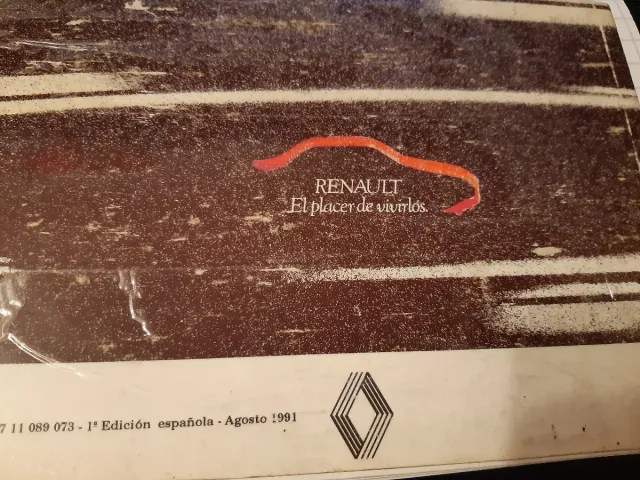 RENAULT
El placer de vivirlos.
7 11 089 073 - 1ª Edición española - Agosto 1991